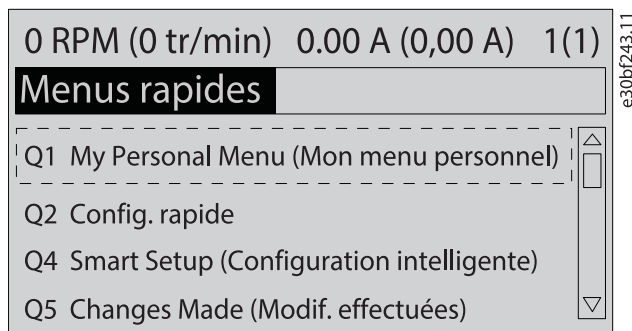 0 RPM (0 tr/min) 0.00 A (0,00 A) 1(1)
Menus rapides
Q1 My Personal Menu (Mon menu personnel)
Q2 Config. rapide
Q4 Smart Setup (Configuration intelligente)
Q5 Changes Made (Modif. effectuées)
e30bf243.11